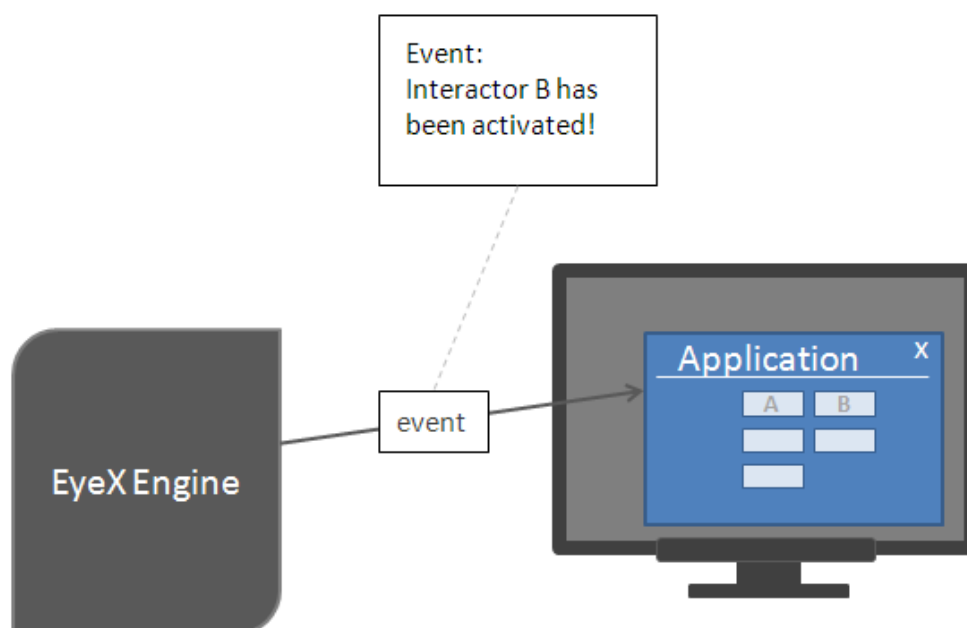 Event:
Interactor B has
been activated!
Application
X
A
B
event
EyeX Engine